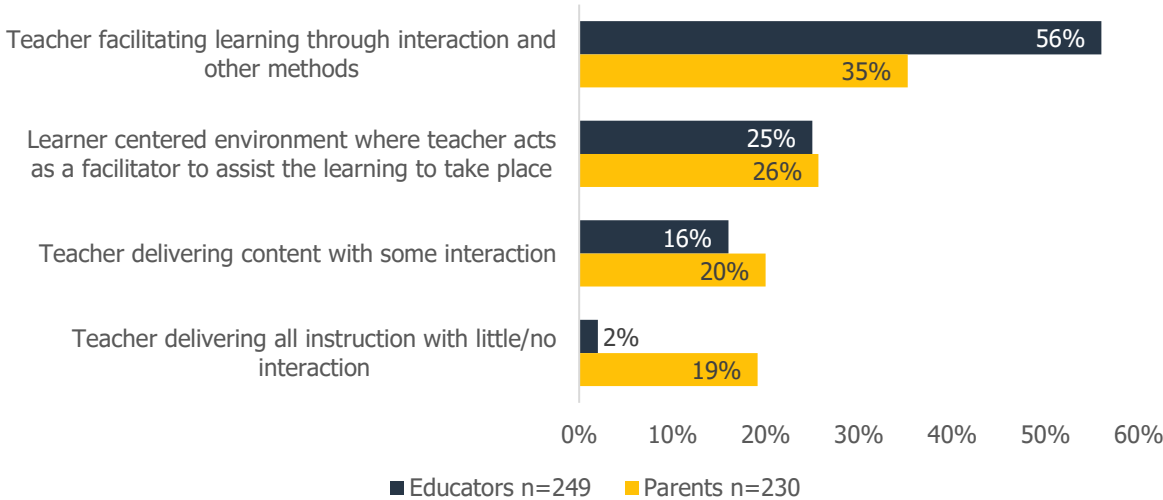 Teacher facilitating learning through interaction and
other methods
56%
35%
Learner centered environment where teacher acts
as a facilitator to assist the learning to take place
25%
26%
Teacher delivering content with some interaction
16%
20%
Teacher delivering all instruction with little/no
interaction
2%
19%
0% 10% 20% 30% 40% 50% 60%
Educators n=249 Parents n=230